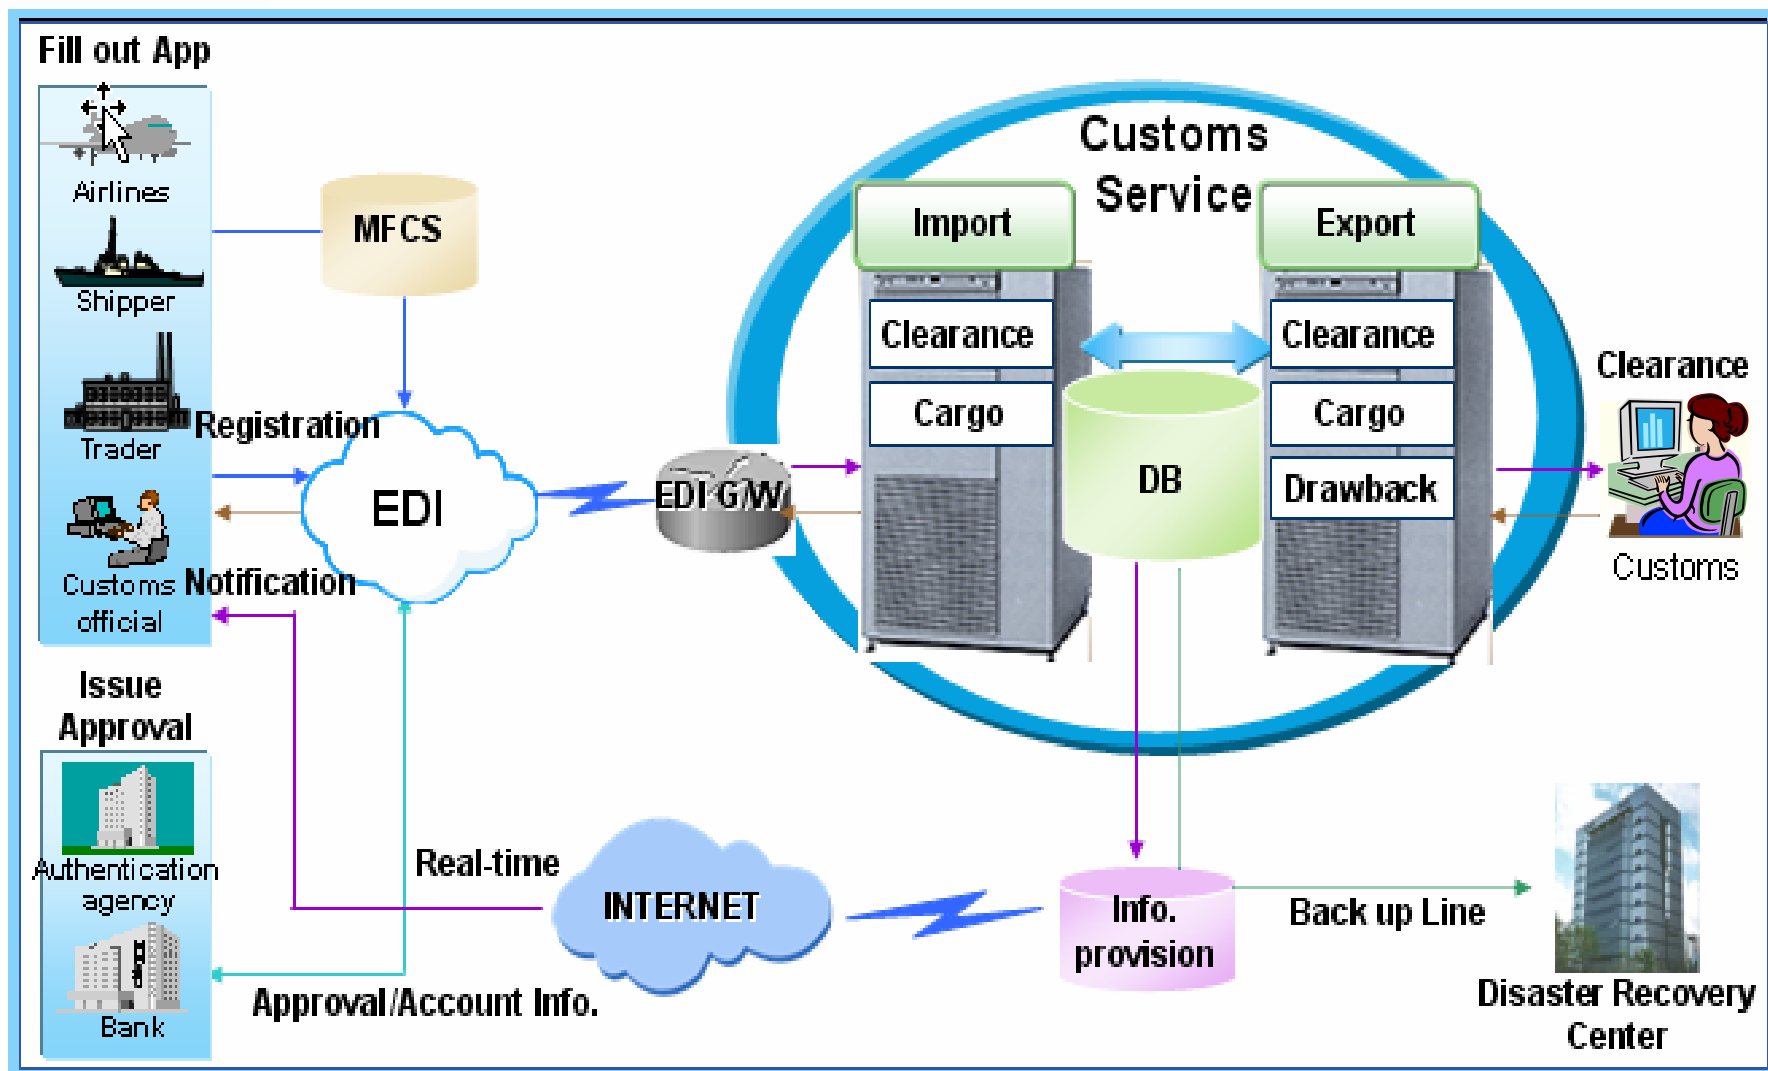 Fill out App
Airlines
Shipper
Trader
Customs
official
MFCS
Registration
EDI
Notification
EDI G/W
Customs
Service
Import
Clearance
Cargo
DB
Export
Clearance
Cargo
Drawback
Clearance
Customs
Issue
Approval
Authentication
agency
Bank
Real-time
Approval/Account Info.
INTERNET
Info.
provision
Back up Line
Disaster Recovery
Center